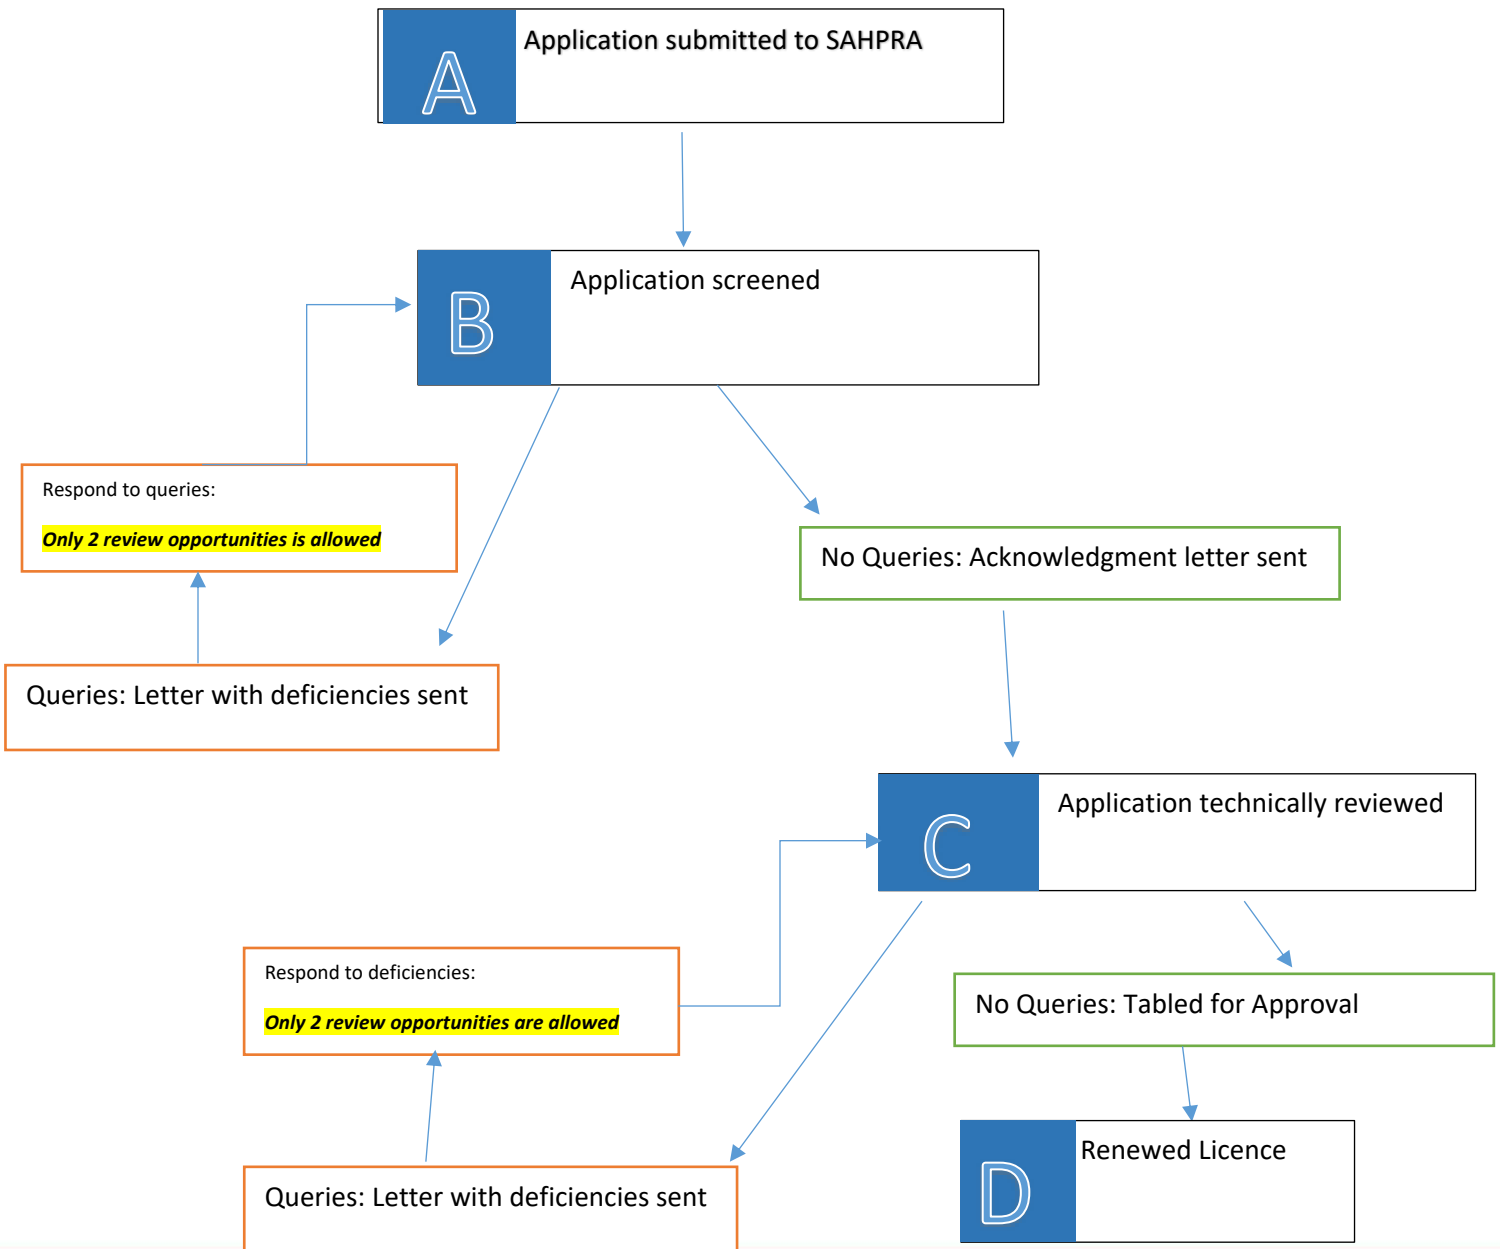 A
Application submitted to SAHPRA
B
Application screened
Respond to queries:
Only 2 review opportunities is allowed
No Queries: Acknowledgment letter sent
Queries: Letter with deficiencies sent
C
Application technically reviewed
Respond to deficiencies:
Only 2 review opportunities are allowed
No Queries: Tabled for Approval
D
Renewed Licence
Queries: Letter with deficiencies sent